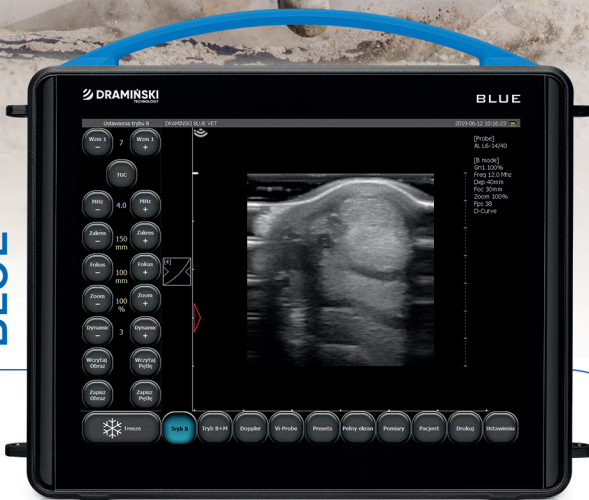 BLUE
DRAMIŃSKI
TECHNOLOGY
BLUE
Ustawienia trybu B
DRAMIŃSKI BLUE VET
2019-06-12 10:16:23
Wzm − 7 Wzm +
TGC
MHz − 4.0 MHz +
Zakres − 150 mm Zakres +
Fokus − 100 mm Fokus +
Zoom − 100 % Zoom +
Dynamic − 3 Dynamic +
Wczytaj Obraz
Wczytaj Pętlę
Zapisz Obraz
Zapisz Pętlę
[4]
[Probe]
AL L6-14/40
[B mode]
Gn1 100%
Freq 12.0 Mhz
Dep 40mm
Foc 30mm
Zoom 100%
Fps 38
D-Curve
Freeze
Tryb B
Tryb B+M
Doppler
Vi-Probe
Presets
Pełny ekran
Pomiary
Pacjent
Drukuj
Ustawienia